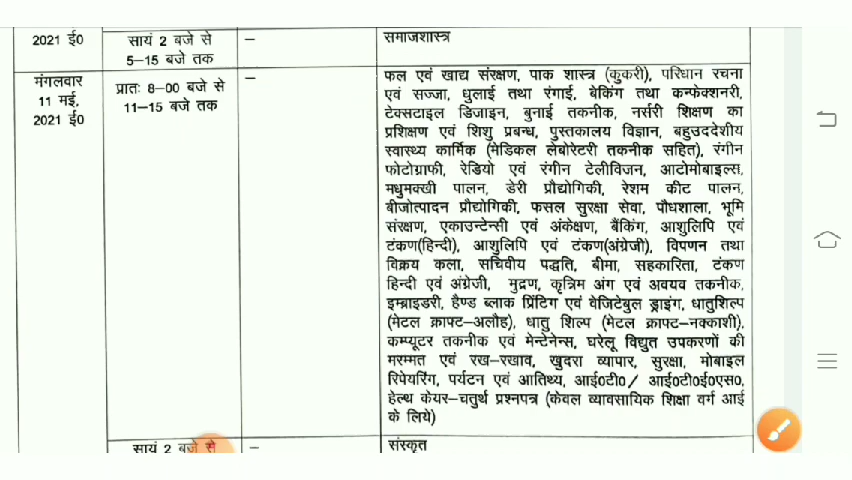 2021 ई0
सायं 2 बजे से
5-15 बजे तक
–
समाजशास्त्र
मंगलवार
11 मई,
2021 ई0
प्रातः 8-00 बजे से
11-15 बजे तक
–
फल एवं खाद्य संरक्षण, पाक शास्त्र (कुकरी), परिधान रचना
एवं सज्जा, धुलाई तथा रंगाई, बेकिंग तथा कन्फेक्शनरी,
टेक्सटाइल डिजाइन, बुनाई तकनीक, नर्सरी शिक्षण का
प्रशिक्षण एवं शिशु प्रबन्ध, पुस्तकालय विज्ञान, बहुउददेशीय
स्वास्थ्य कार्मिक (मेडिकल लेबोरेटरी तकनीक सहित), रंगीन
फोटोग्राफी, रेडियो एवं रंगीन टेलीविजन, आटोमोबाइल्स,
मधुमक्खी पालन, डेरी प्रौद्योगिकी, रेशम कीट पालन,
बीजोत्पादन प्रौद्योगिकी, फसल सुरक्षा सेवा, पौधशाला, भूमि
संरक्षण, एकाउन्टेन्सी एवं अंकेक्षण, बैंकिंग, आशुलिपि एवं
टंकण(हिन्दी), आशुलिपि एवं टंकण(अंग्रेजी), विपणन तथा
विक्रय कला, सचिवीय पद्धति, बीमा, सहकारिता, टंकण
हिन्दी एवं अंग्रेजी, मुद्रण, कृत्रिम अंग एवं अवयव तकनीक,
इम्ब्राइडरी, हैण्ड ब्लाक प्रिंटिग एवं वेजिटेबुल ड्राइंग, धातुशिल्प
(मेटल क्राफ्ट–अलौह), धातु शिल्प (मेटल क्राफ्ट–नक्काशी),
कम्प्यूटर तकनीक एवं मेन्टेनेन्स, घरेलू विद्युत उपकरणों की
मरम्मत एवं रख–रखाव, खुदरा व्यापार, सुरक्षा, मोबाइल
रिपेयरिंग, पर्यटन एवं आतिथ्य, आई0टी0/ आई0टी0ई0एस0,
हेल्थ केयर–चतुर्थ प्रश्नपत्र (केवल व्यावसायिक शिक्षा वर्ग आई
के लिये)
सायं 2 बजे से
–
संस्कृत